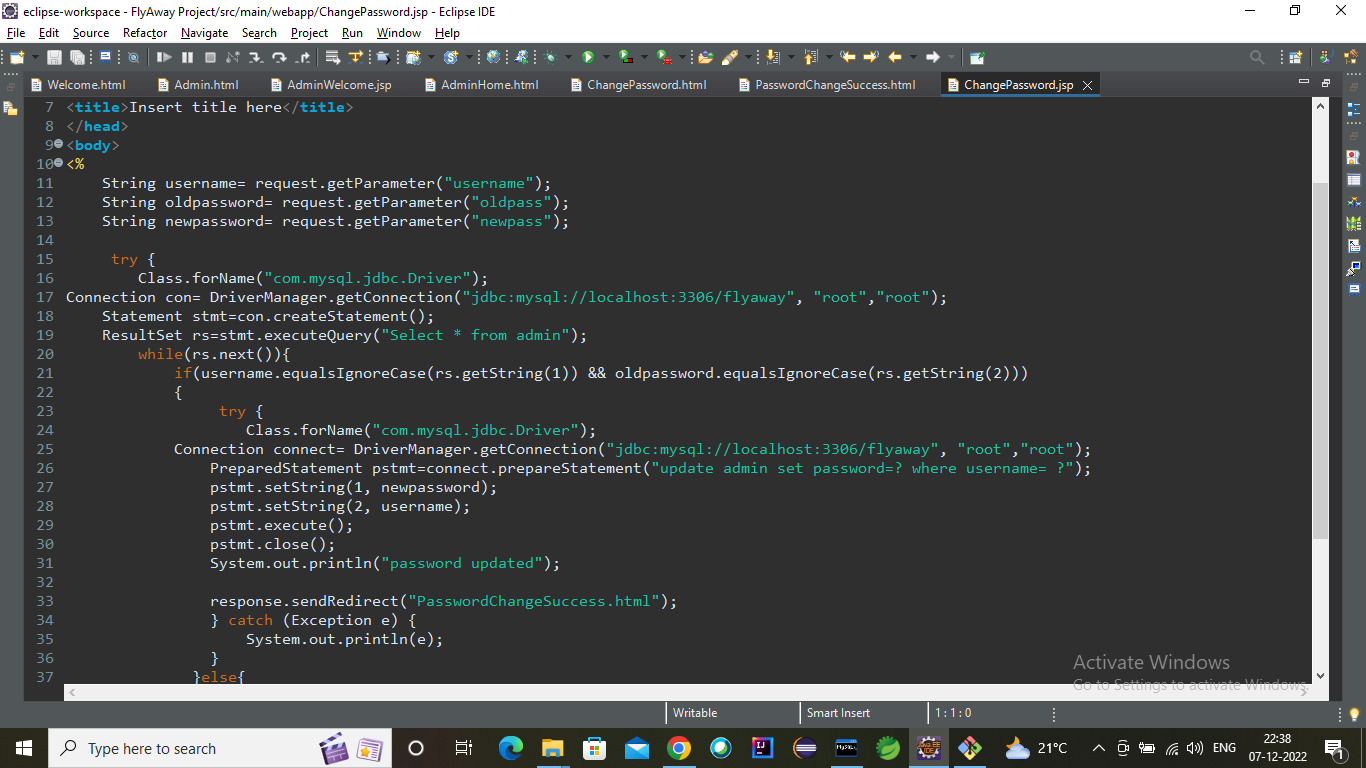 eclipse-workspace - FlyAway Project/src/main/webapp/ChangePassword.jsp - Eclipse IDE
File Edit Source Refactor Navigate Search Project Run Window Help
Welcome.html Admin.html AdminWelcome.jsp AdminHome.html ChangePassword.html PasswordChangeSuccess.html ChangePassword.jsp
7 <title>Insert title here</title>
8 </head>
9 <body>
10 <%
11 String username= request.getParameter("username");
12 String oldpassword= request.getParameter("oldpass");
13 String newpassword= request.getParameter("newpass");
14
15 try {
16 Class.forName("com.mysql.jdbc.Driver");
17 Connection con= DriverManager.getConnection("jdbc:mysql://localhost:3306/flyaway", "root","root");
18 Statement stmt=con.createStatement();
19 ResultSet rs=stmt.executeQuery("Select * from admin");
20 while(rs.next()){
21 if(username.equalsIgnoreCase(rs.getString(1)) && oldpassword.equalsIgnoreCase(rs.getString(2)))
22 {
23 try {
24 Class.forName("com.mysql.jdbc.Driver");
25 Connection connect= DriverManager.getConnection("jdbc:mysql://localhost:3306/flyaway", "root","root");
26 PreparedStatement pstmt=connect.prepareStatement("update admin set password=? where username= ?");
27 pstmt.setString(1, newpassword);
28 pstmt.setString(2, username);
29 pstmt.execute();
30 pstmt.close();
31 System.out.println("password updated");
32
33 response.sendRedirect("PasswordChangeSuccess.html");
34 } catch (Exception e) {
35 System.out.println(e);
36 }
37 }else{
Activate Windows
Go to Settings to activate Windows.
Writable Smart Insert 1 : 1 : 0
Type here to search
21°C ENG 22:38
07-12-2022